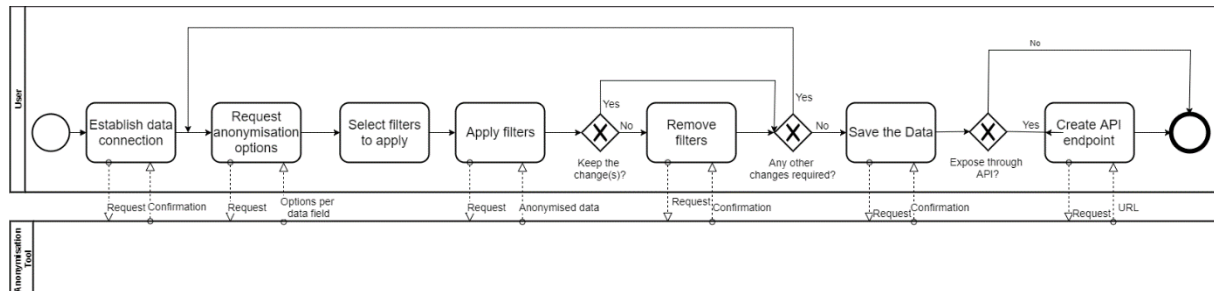 User
No
Establish data
connection
Request
anonymisation
options
Select filters
to apply
Apply filters
Yes
No
Keep the
change(s)?
Remove
filters
Yes
No
Any other
changes required?
Save the Data
Expose through
API?
Yes
Create API
endpoint
Request
Confirmation
Request
Options per
data field
Request
Anonymised data
Request
Confirmation
Request
Confirmation
Request
URL
Anonymisation
Tool